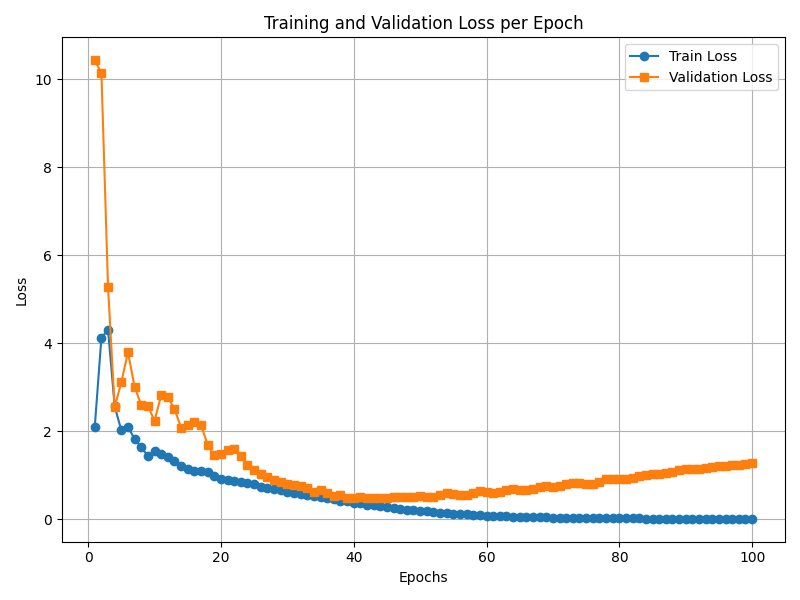 Training and Validation Loss per Epoch
Train Loss
Validation Loss
10
8
6
4
2
0
Loss
0 20 40 60 80 100
Epochs